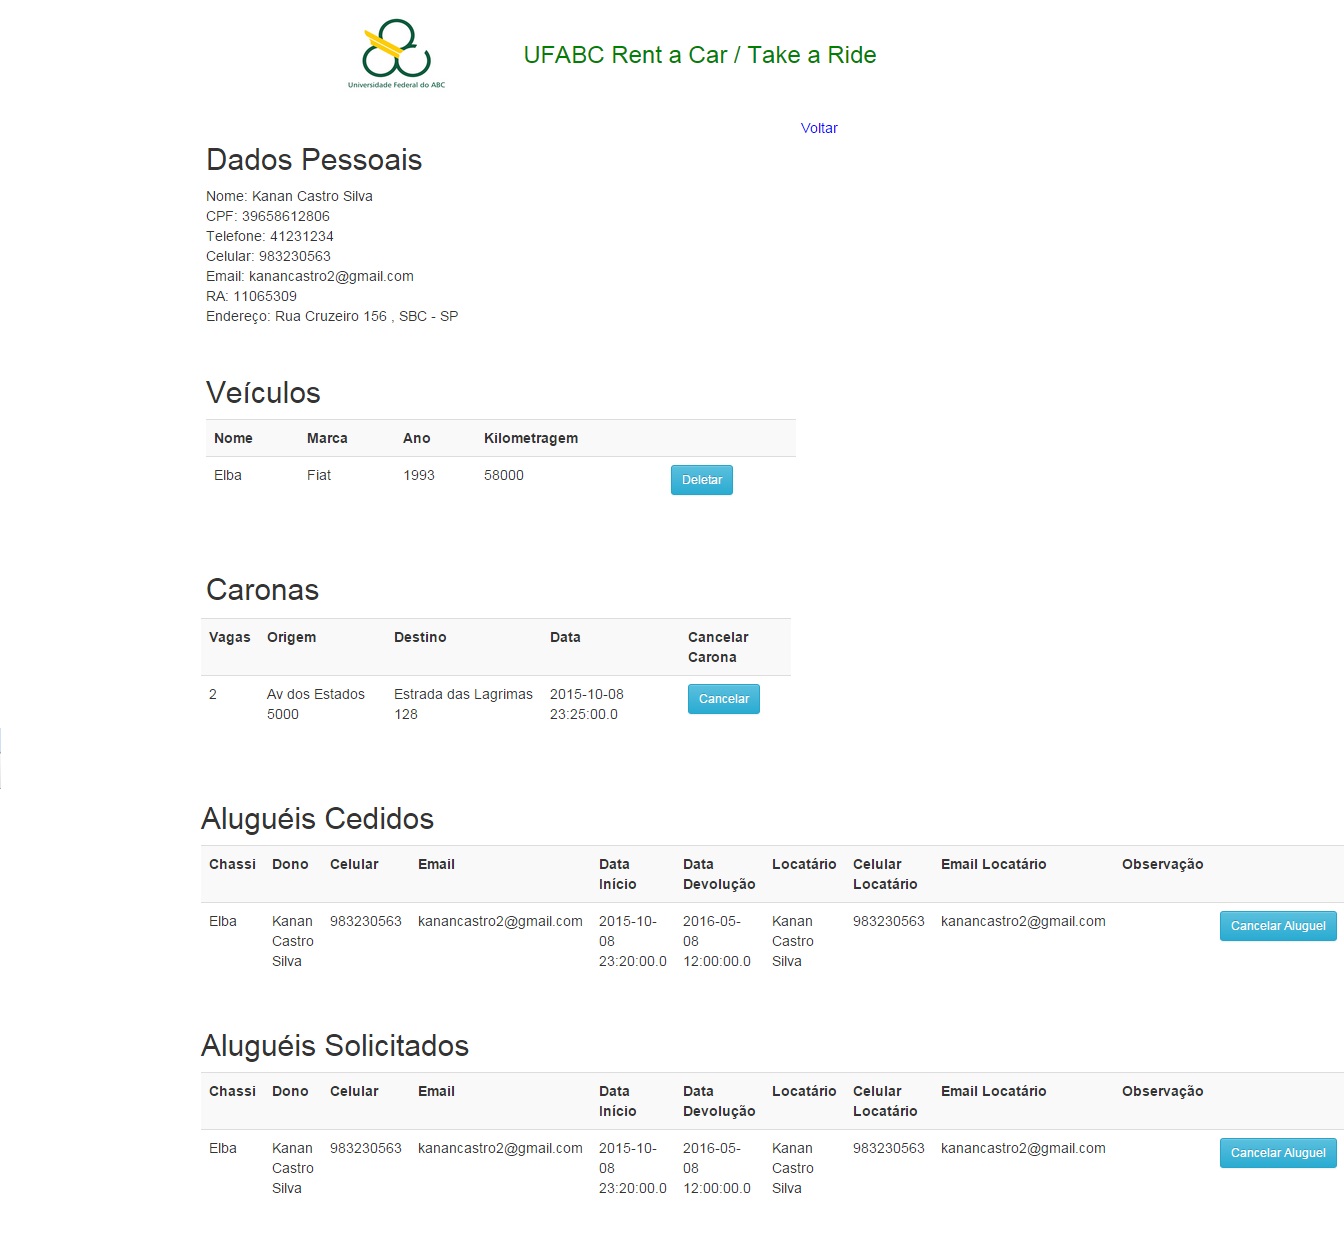 Universidade Federal do ABC
UFABC Rent a Car / Take a Ride
Voltar
Dados Pessoais
Nome: Kanan Castro Silva
CPF: 39658612806
Telefone: 41231234
Celular: 983230563
Email: kanancastro2@gmail.com
RA: 11065309
Endereço: Rua Cruzeiro 156 , SBC - SP
Veículos
Nome Marca Ano Kilometragem
Elba Fiat 1993 58000 Deletar
Caronas
Vagas Origem Destino Data Cancelar
Carona
2 Av dos Estados Estrada das Lagrimas 2015-10-08 Cancelar
5000 128 23:25:00.0
Aluguéis Cedidos
Chassi Dono Celular Email Data Data Locatário Celular Email Locatário Observação
Início Devolução Locatário
Elba Kanan 983230563 kanancastro2@gmail.com 2015-10- 2016-05- Kanan 983230563 kanancastro2@gmail.com Cancelar Aluguel
Castro 08 08 Castro
Silva 23:20:00.0 12:00:00.0 Silva
Aluguéis Solicitados
Chassi Dono Celular Email Data Data Locatário Celular Email Locatário Observação
Início Devolução Locatário
Elba Kanan 983230563 kanancastro2@gmail.com 2015-10- 2016-05- Kanan 983230563 kanancastro2@gmail.com Cancelar Aluguel
Castro 08 08 Castro
Silva 23:20:00.0 12:00:00.0 Silva